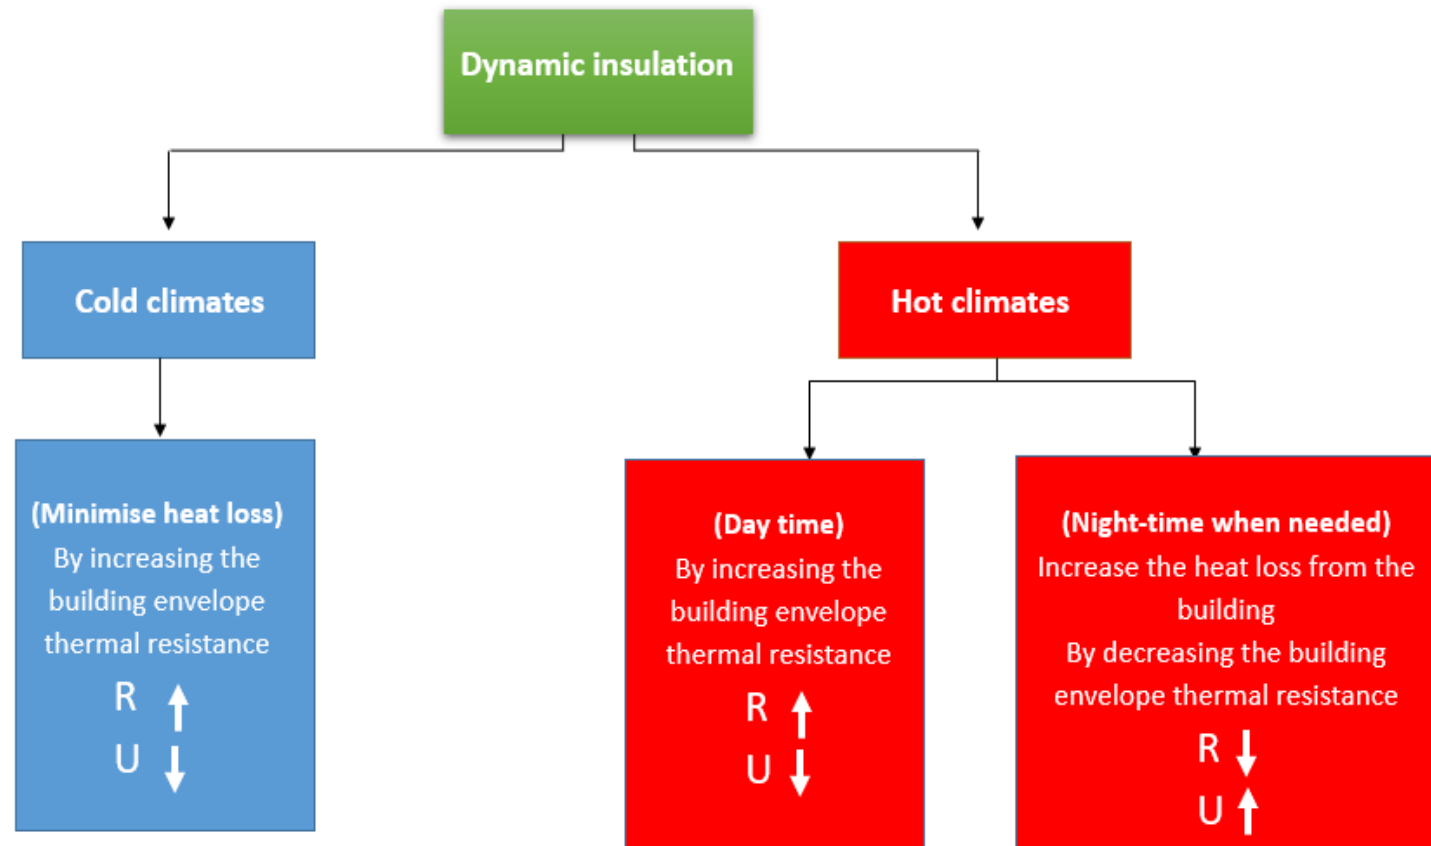 Dynamic insulation
Cold climates
Hot climates
(Minimise heat loss)
By increasing the
building envelope
thermal resistance
R ↑
U ↓
(Day time)
By increasing the
building envelope
thermal resistance
R ↑
U ↓
(Night-time when needed)
Increase the heat loss from the
building
By decreasing the building
envelope thermal resistance
R ↓
U ↑